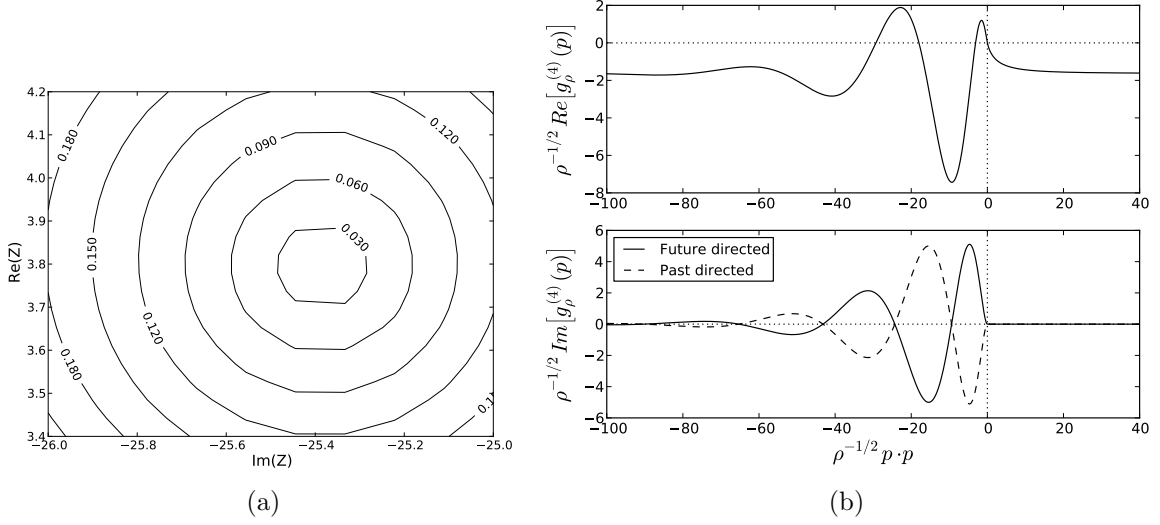 4.2
4.1
4.0
3.9
3.8
3.7
3.6
3.5
3.4
Re(Z)
0.180
0.120
0.090
0.060
0.150
0.030
0.120
0.180
−26.0 −25.8 −25.6 −25.4 −25.2 −25.0
Im(Z)
(a)
2
0
−2
−4
−6
−8
ρ^{-1/2} Re[g_ρ^{(4)}(p)]
−100 −80 −60 −40 −20 0 20 40
6
4
2
0
−2
−4
−6
ρ^{-1/2} Im[g_ρ^{(4)}(p)]
Future directed
Past directed
−100 −80 −60 −40 −20 0 20 40
ρ^{-1/2} p·p
(b)